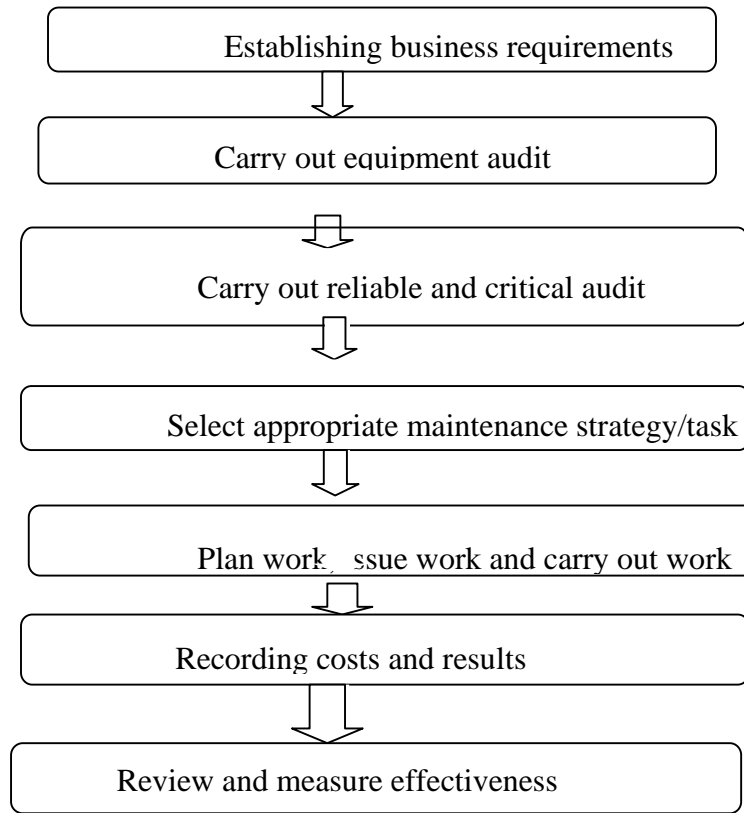 Establishing business requirements
Carry out equipment audit
Carry out reliable and critical audit
Select appropriate maintenance strategy/task
Plan work, ssue work and carry out work
Recording costs and results
Review and measure effectiveness